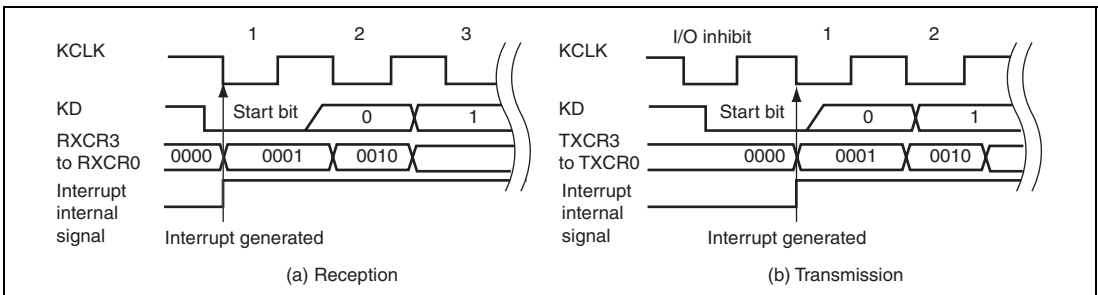 1 2 3
KCLK
KD Start bit 0 1
RXCR3
to RXCR0 0000 0001 0010
Interrupt
internal
signal
Interrupt generated
(a) Reception
I/O inhibit 1 2
KCLK
KD Start bit 0 1
TXCR3
to TXCR0 0000 0001 0010
Interrupt
internal
signal
Interrupt generated
(b) Transmission